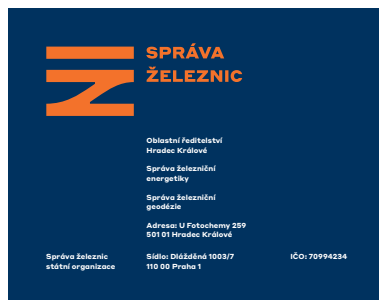 SPRÁVA
ŽELEZNIC
Oblastní ředitelství
Hradec Králové
Správa železniční
energetiky
Správa železniční
geodézie
Adresa: U Fotochemy 259
501 01 Hradec Králové
Správa železnic
státní organizace
Sídlo: Dlážděná 1003/7
110 00 Praha 1
IČO: 70994234